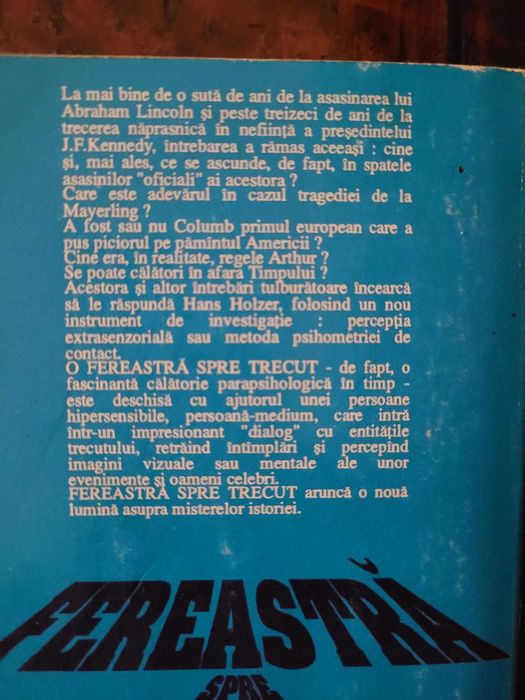 La mai bine de o sută de ani de la asasinarea lui
Abraham Lincoln și peste treizeci de ani de la
trecerea năprasnică în neființă a președintelui
J.F.Kennedy, întrebarea a rămas aceeași : cine
și, mai ales, ce se ascunde, de fapt, în spatele
asasinilor "oficiali" ai acestora ?
Care este adevărul în cazul tragediei de la
Mayerling ?
A fost sau nu Columb primul european care a
pus piciorul pe pămîntul Americii ?
Cine era, în realitate, regele Arthur ?
Se poate călători în afară Timpului ?
Acestora și altor întrebări tulburătoare încearcă
să le răspundă Hans Holzer, folosind un nou
instrument de investigație : percepția
extrasenzorială sau metoda psihometriei de
contact.
O FEREASTRĂ SPRE TRECUT - de fapt, o
fascinantă călătorie parapsihologică în timp -
este deschisă cu ajutorul unei persoane
hipersensibile, persoană-medium, care intră
într-un impresionant "dialog" cu entitățile
trecutului, retrăind întîmplări și percepînd
imagini vizuale sau mentale ale unor
evenimente și oameni celebri.
FEREASTRĂ SPRE TRECUT aruncă o nouă
lumină asupra misterelor istoriei.
FEREASTRĂ
SPRE